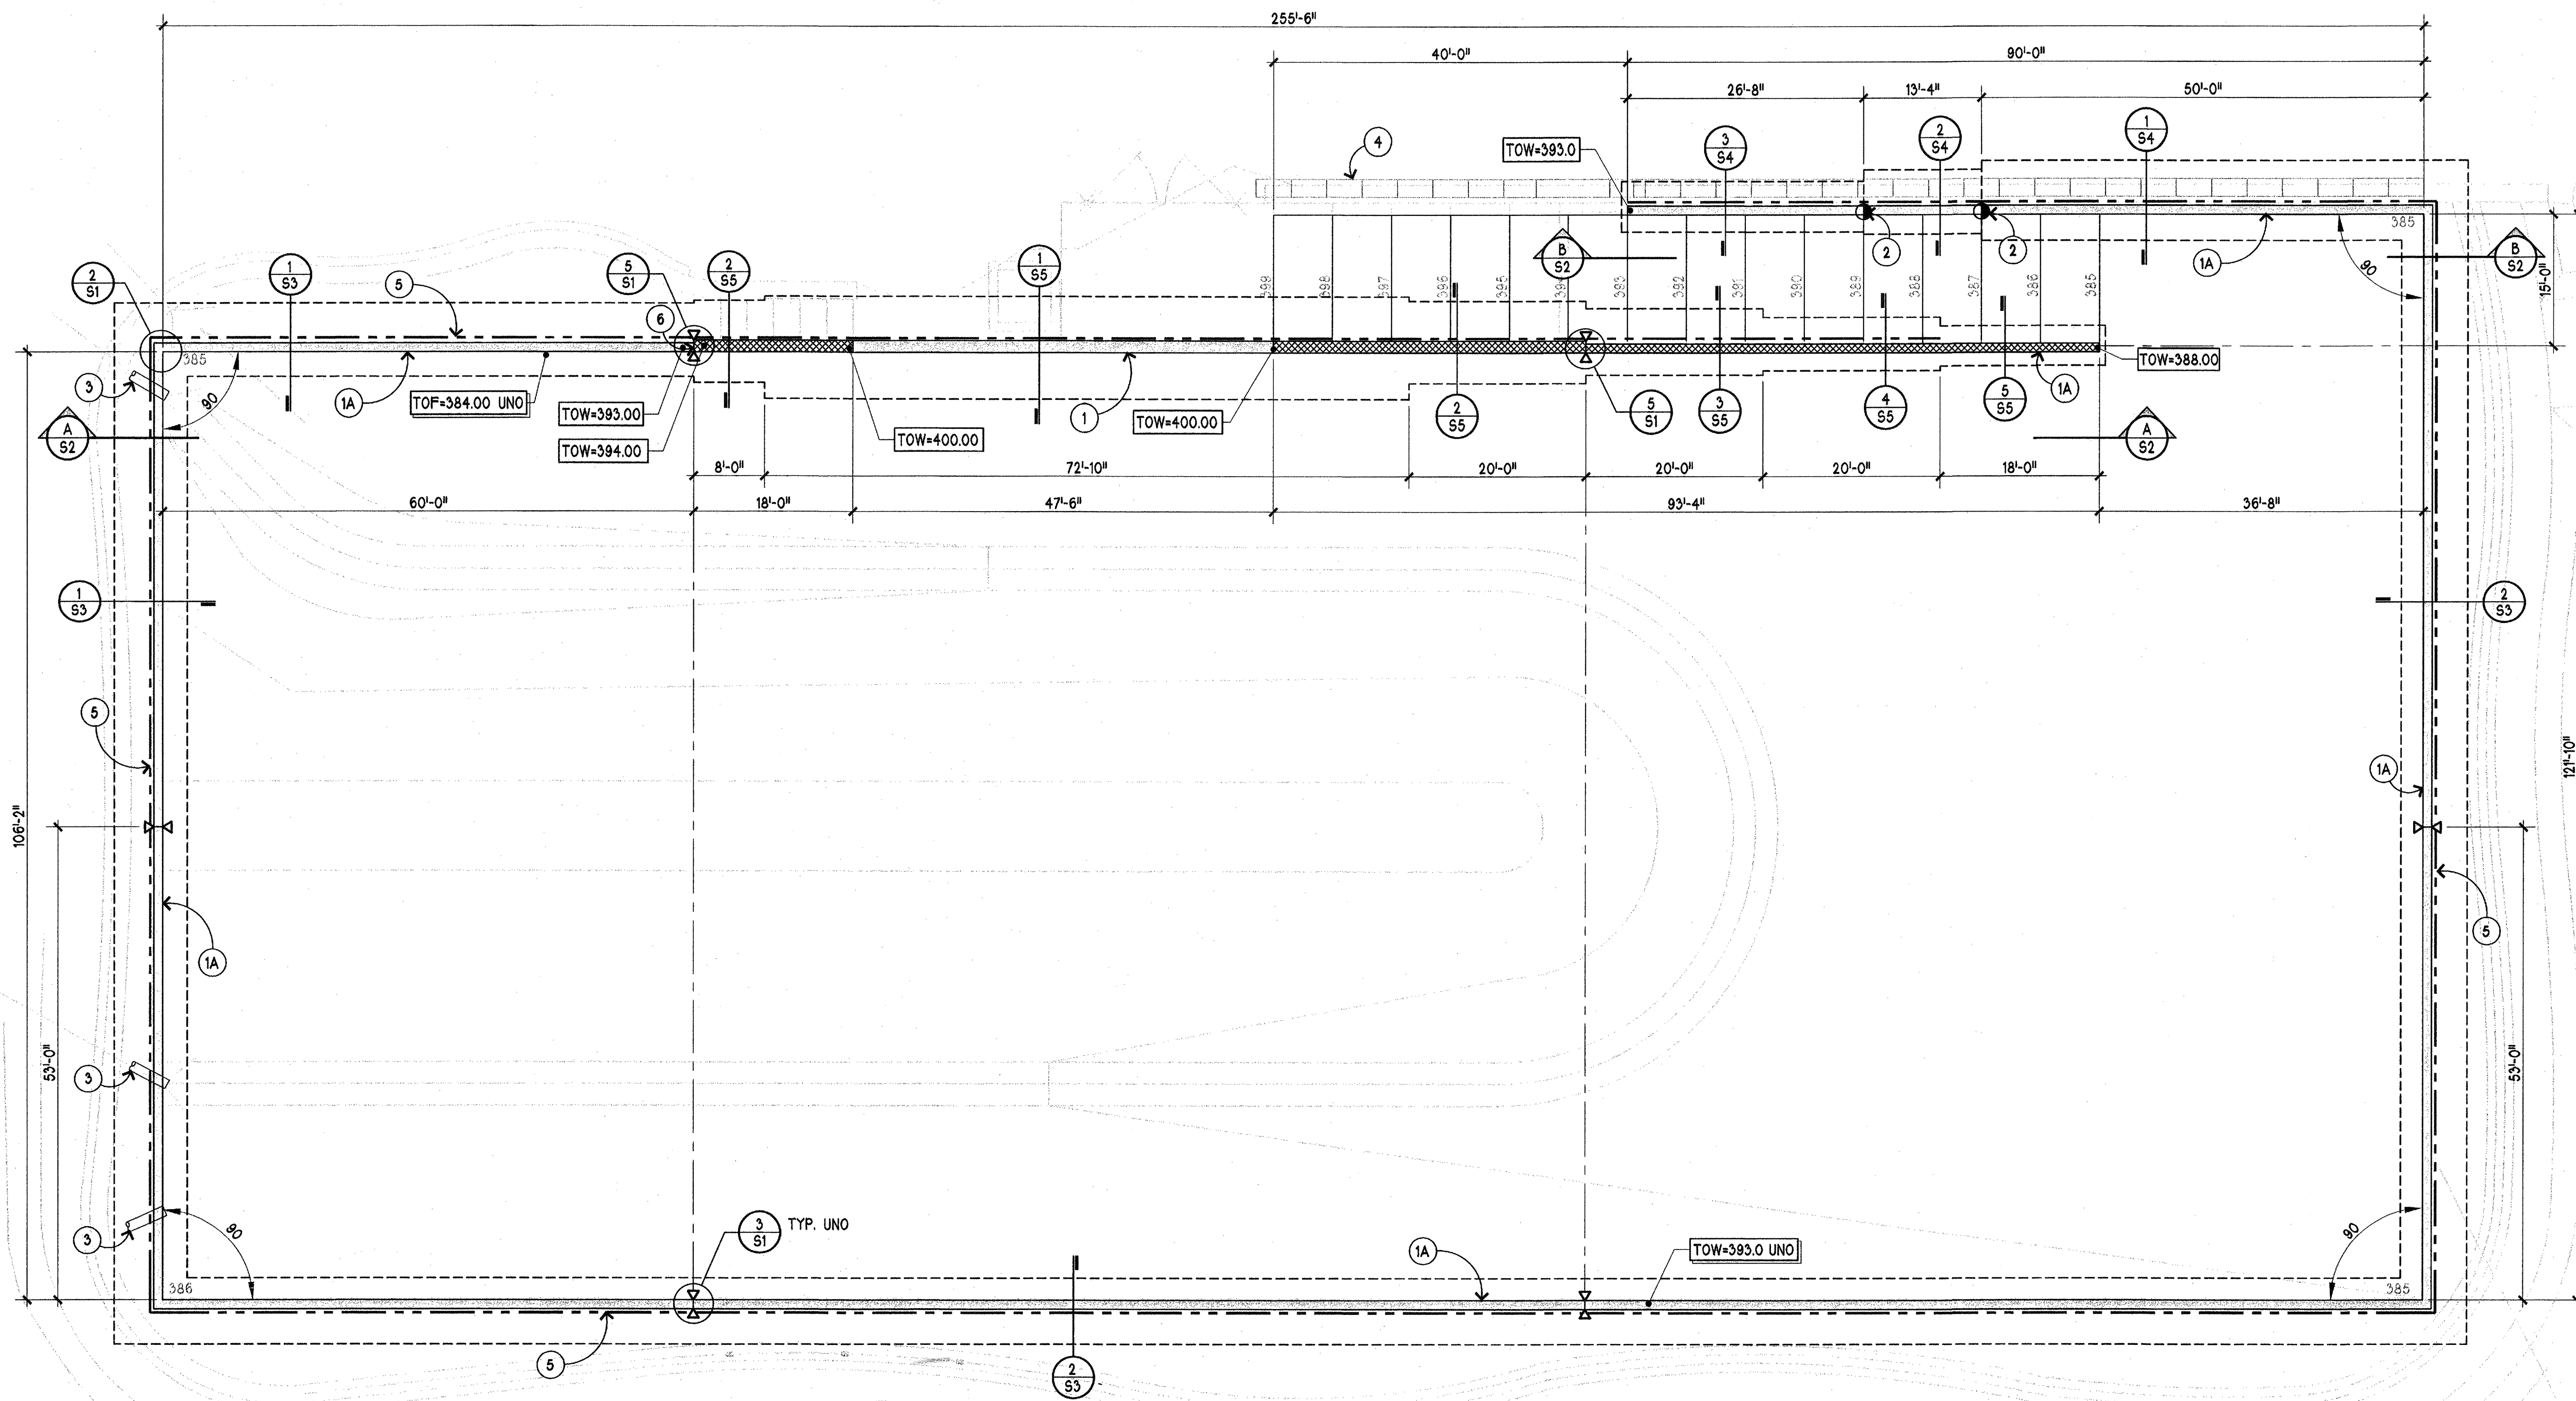 255'-6"
40'-0"
90'-0"
26'-8"
13'-4"
50'-0"
4
TOW=393.0
3
S4
2
S4
1
S4
2
2
1A
385
90
B
S2
B
S2
15'-0"
2
S1
1
S3
5
5
S1
6
2
S5
1
S5
399
398
397
396
395
393
392
391
390
389
388
387
386
385
385
3
90
1A
TOF=384.00 UNO
TOW=393.00
TOW=394.00
TOW=400.00
1
TOW=400.00
2
S5
5
S1
3
S5
4
S5
5
S5
1A
TOW=388.00
A
S2
A
S2
8'-0"
72'-10"
20'-0"
20'-0"
20'-0"
18'-0"
60'-0"
18'-0"
47'-6"
93'-4"
36'-8"
1
S3
2
S3
5
1A
121'-10"
106'-2"
1A
5
53'-0"
53'-0"
3
3
90
3
S1
TYP. UNO
1A
TOW=393.0 UNO
90
386
385
5
2
S3